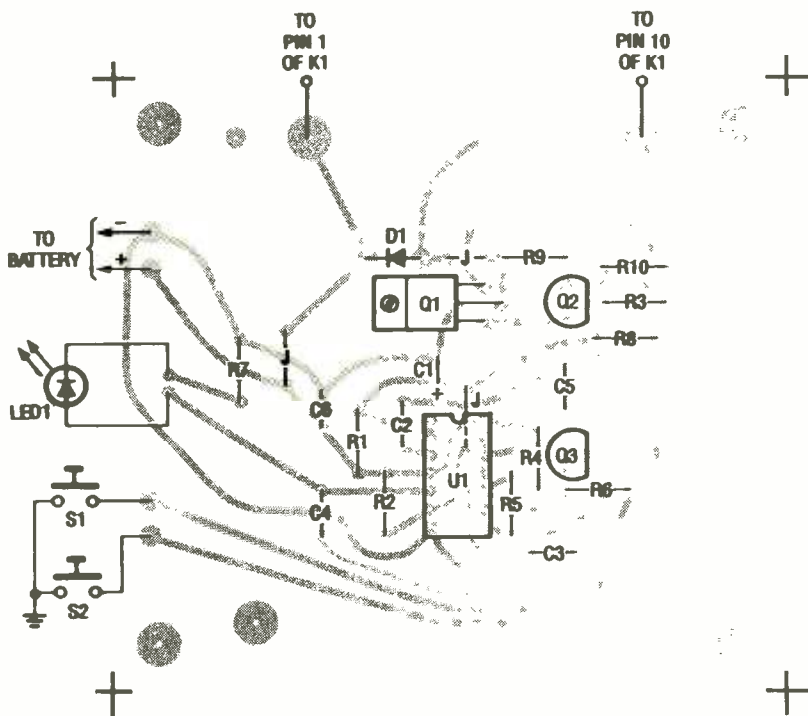 TO
PIN 1
OF K1
TO
PIN 10
OF K1
TO
BATTERY
−
+
D1
J
R9
R10
Q1
Q2
R3
R8
J
R7
C1
+
C5
LED1
C6
C2
J
R1
U1
R4
Q3
S1
C4
R2
R5
R6
C3
S2